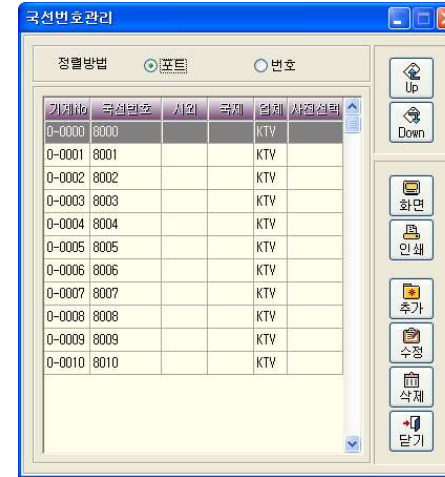 국선번호관리
정렬방법 포트 번호
기계No 국선번호 시외 국제 업체 사전선택
0-0000 8000 KTV
0-0001 8001 KTV
0-0002 8002 KTV
0-0003 8003 KTV
0-0004 8004 KTV
0-0005 8005 KTV
0-0006 8006 KTV
0-0007 8007 KTV
0-0008 8008 KTV
0-0009 8009 KTV
0-0010 8010 KTV
Up
Down
화면
인쇄
추가
수정
삭제
닫기